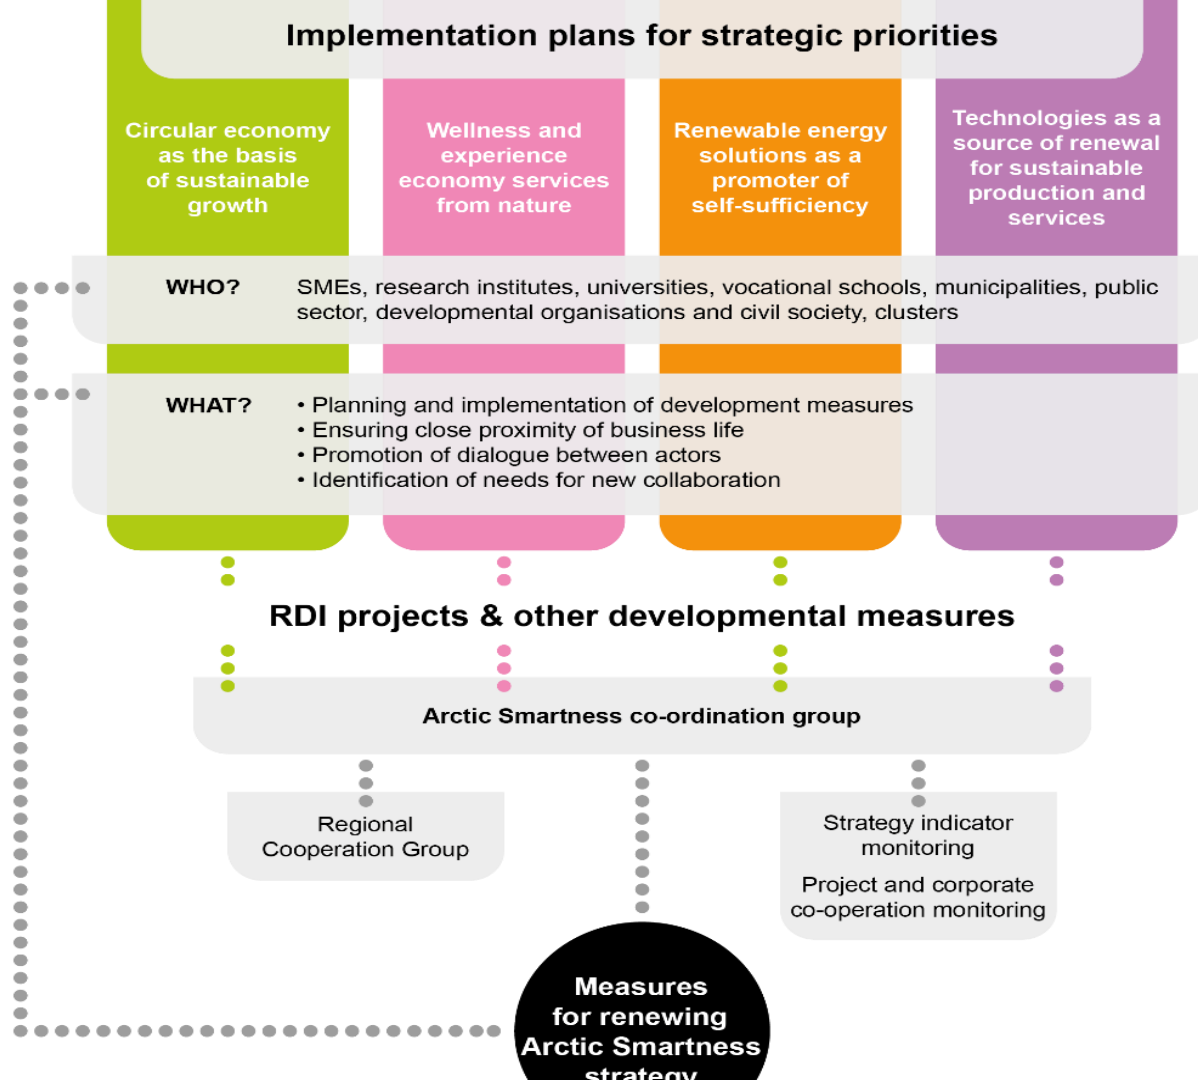 Implementation plans for strategic priorities
Circular economy
as the basis
of sustainable
growth
Wellness and
experience
economy services
from nature
Renewable energy
solutions as a
promoter of
self-sufficiency
Technologies as a
source of renewal
for sustainable
production and
services
WHO?
SMEs, research institutes, universities, vocational schools, municipalities, public
sector, developmental organisations and civil society, clusters
WHAT?
• Planning and implementation of development measures
• Ensuring close proximity of business life
• Promotion of dialogue between actors
• Identification of needs for new collaboration
RDI projects & other developmental measures
Arctic Smartness co-ordination group
Regional
Cooperation Group
Strategy indicator
monitoring
Project and corporate
co-operation monitoring
Measures
for renewing
Arctic Smartness
strategy